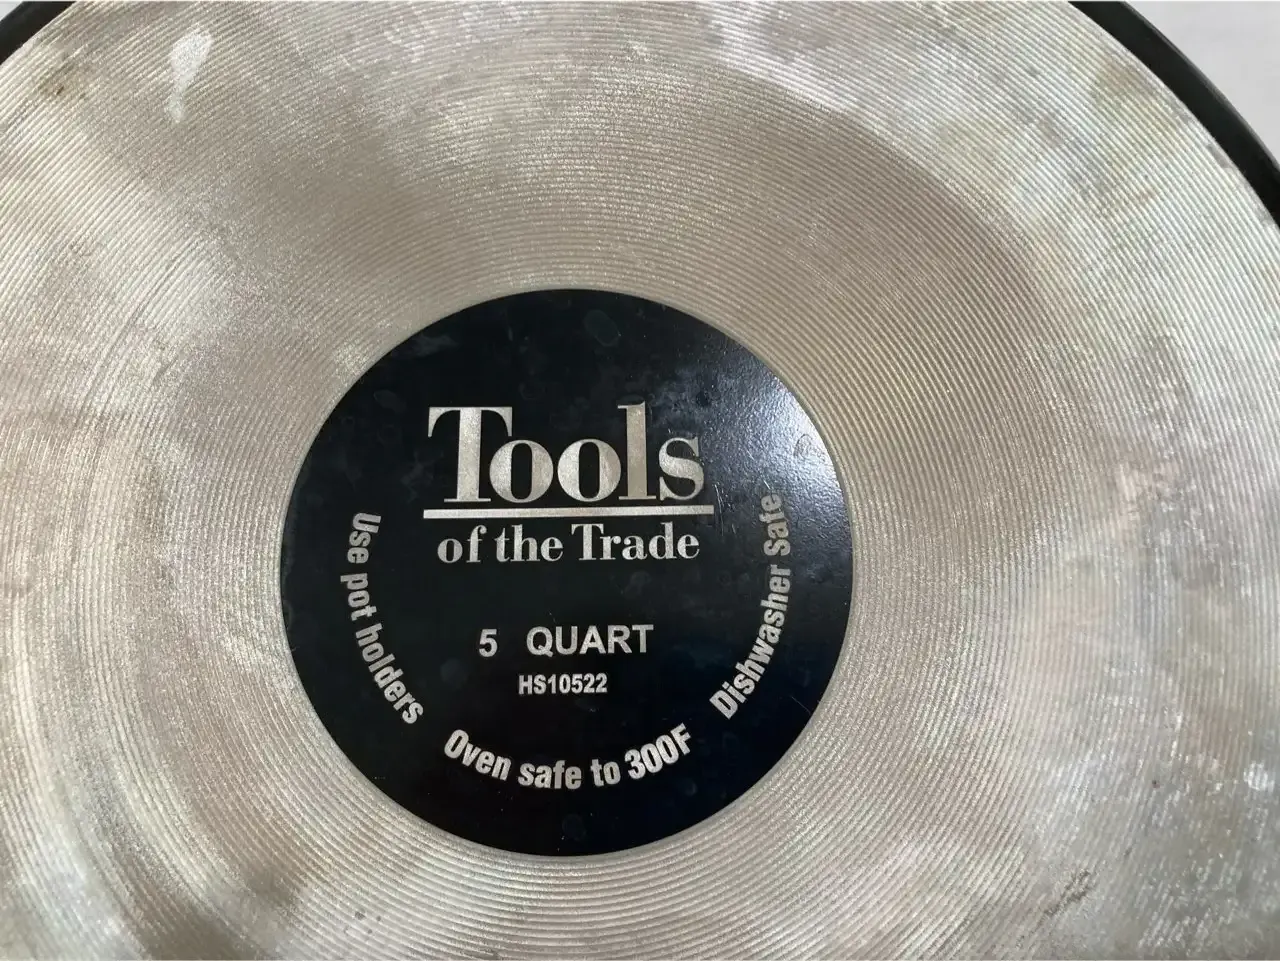 Tools
of the Trade
5 QUART
HS10522
Use pot holders
Oven safe to 300F
Dishwasher Safe